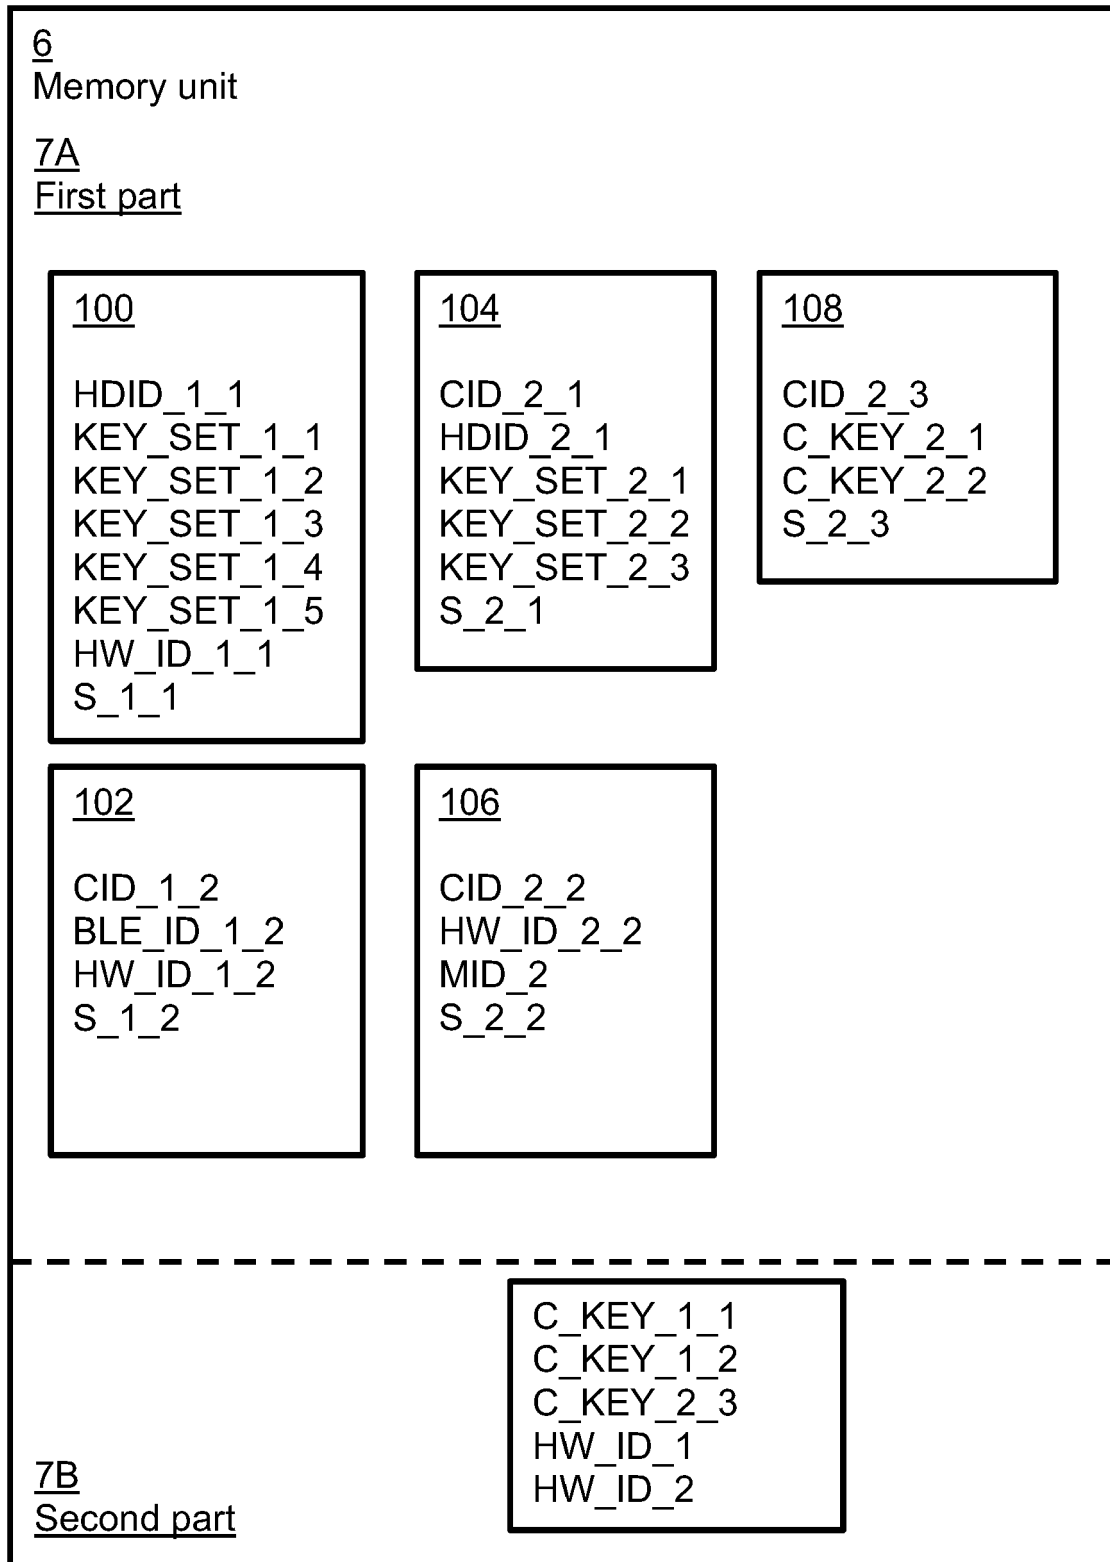 6
Memory unit
7A
First part
100
HDID_1_1
KEY_SET_1_1
KEY_SET_1_2
KEY_SET_1_3
KEY_SET_1_4
KEY_SET_1_5
HW_ID_1_1
S_1_1
104
CID_2_1
HDID_2_1
KEY_SET_2_1
KEY_SET_2_2
KEY_SET_2_3
S_2_1
108
CID_2_3
C_KEY_2_1
C_KEY_2_2
S_2_3
102
CID_1_2
BLE_ID_1_2
HW_ID_1_2
S_1_2
106
CID_2_2
HW_ID_2_2
MID_2
S_2_2
C_KEY_1_1
C_KEY_1_2
C_KEY_2_3
HW_ID_1
HW_ID_2
7B
Second part